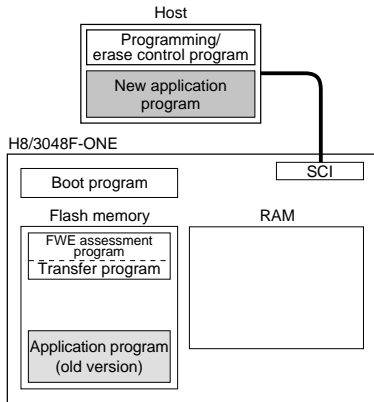 Host
Programming/
erase control program
New application
program
H8/3048F-ONE
SCI
Boot program
Flash memory
RAM
FWE assessment
program
Transfer program
Application program
(old version)